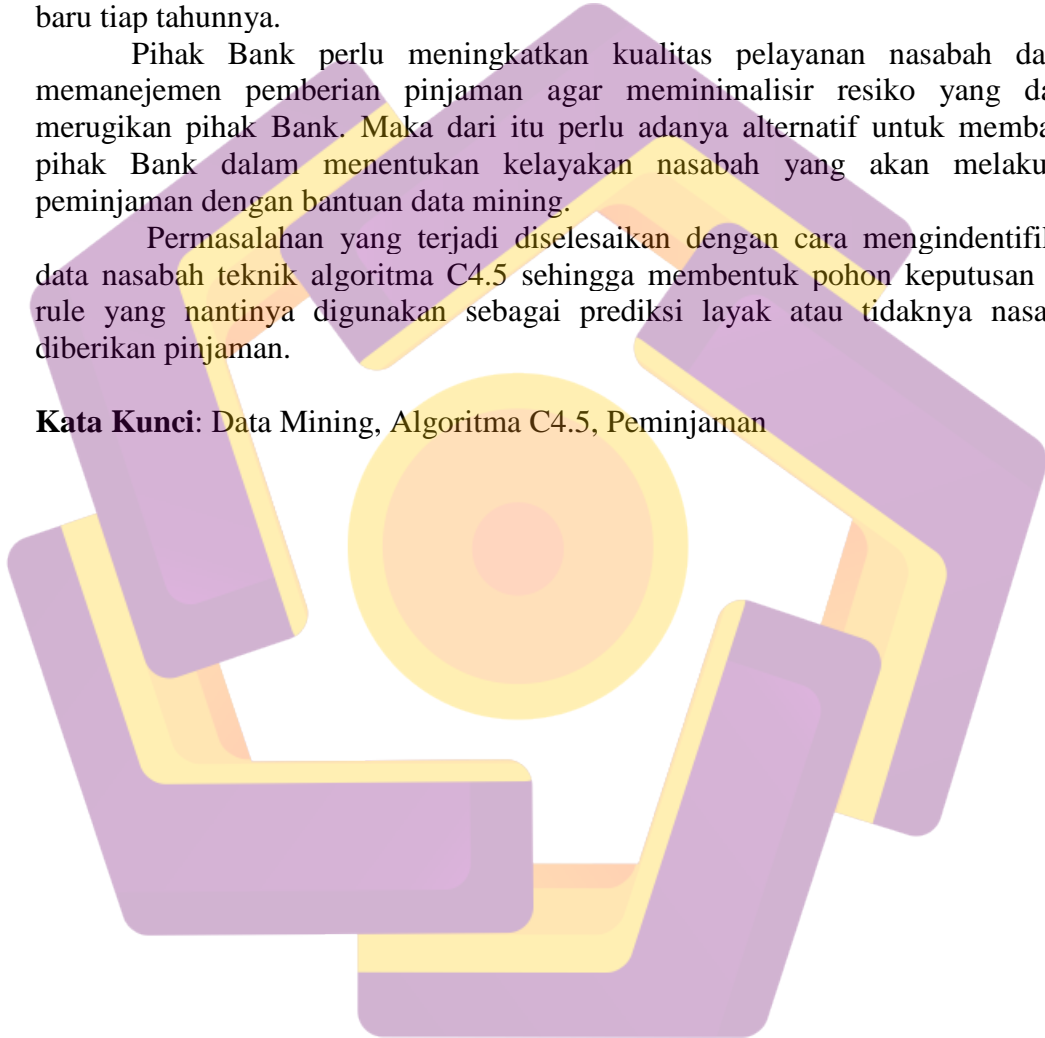 baru tiap tahunnya.
Pihak Bank perlu meningkatkan kualitas pelayanan nasabah da
memanejemen pemberian pinjaman agar meminimalisir resiko yang da
merugikan pihak Bank. Maka dari itu perlu adanya alternatif untuk memba
pihak Bank dalam menentukan kelayakan nasabah yang akan melaku
peminjaman dengan bantuan data mining.
Permasalahan yang terjadi diselesaikan dengan cara mengindentifil
data nasabah teknik algoritma C4.5 sehingga membentuk pohon keputusan
rule yang nantinya digunakan sebagai prediksi layak atau tidaknya nasa
diberikan pinjaman.
Kata Kunci: Data Mining, Algoritma C4.5, Peminjaman